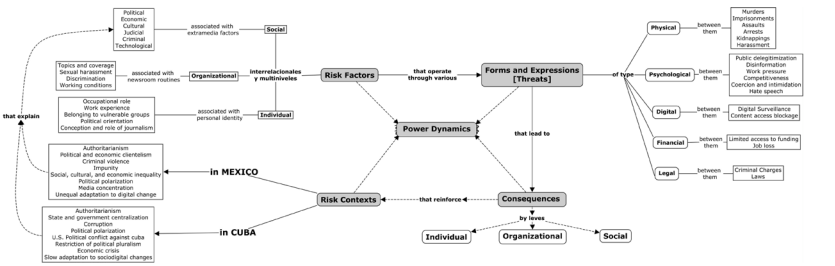 Political
Economic
Cultural
Judicial
Criminal
Technological
associated with
extramedia factors
Social
Topics and coverage
Sexual harassment
Discrimination
Working conditions
associated with
newsroom routines
Organizational
interrelacionales
y multiniveles
Occupational role
Work experience
Belonging to vulnerable groups
Political orientation
Conception and role of journalism
associated with
personal identity
Individual
that explain
Risk Factors
that operate
through various
Forms and Expressions
[Threats]
of type
Physical
between
them
Murders
Imprisonments
Assaults
Arrests
Kidnappings
Harassment
Psychological
between
them
Public delegitimization
Disinformation
Work pressure
Competitiveness
Coercion and intimidation
Hate speech
Digital
between
them
Digital Surveillance
Content access blockage
Financial
between
them
Limited access to funding
Job loss
Legal
between
them
Criminal Charges
Laws
Power Dynamics
that lead to
Authoritarianism
Political and economic clientelism
Criminal violence
Impunity
Social, cultural, and economic inequality
Political polarization
Media concentration
Unequal adaptation to digital change
in MEXICO
Risk Contexts
that reinforce
Consequences
Authoritarianism
State and government centralization
Corruption
Political polarization
U.S. Political conflict against cuba
Restriction of political pluralism
Economic crisis
Slow adaptation to sociodigital changes
in CUBA
by leves
Individual
Organizational
Social